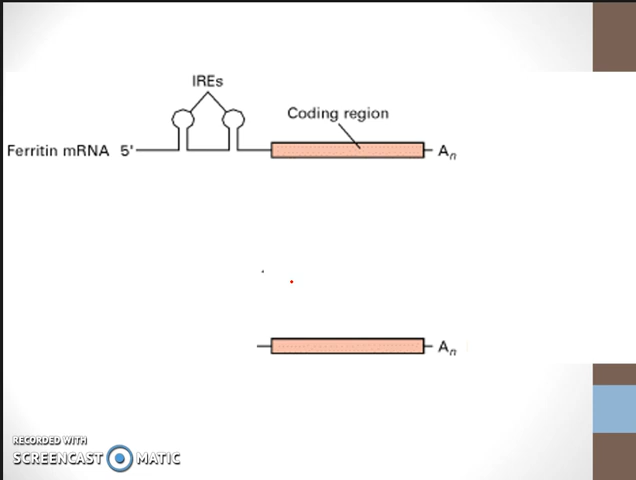 IREs
Coding region
Ferritin mRNA 5' An
An
RECORDED WITH
SCREENCAST MATIC